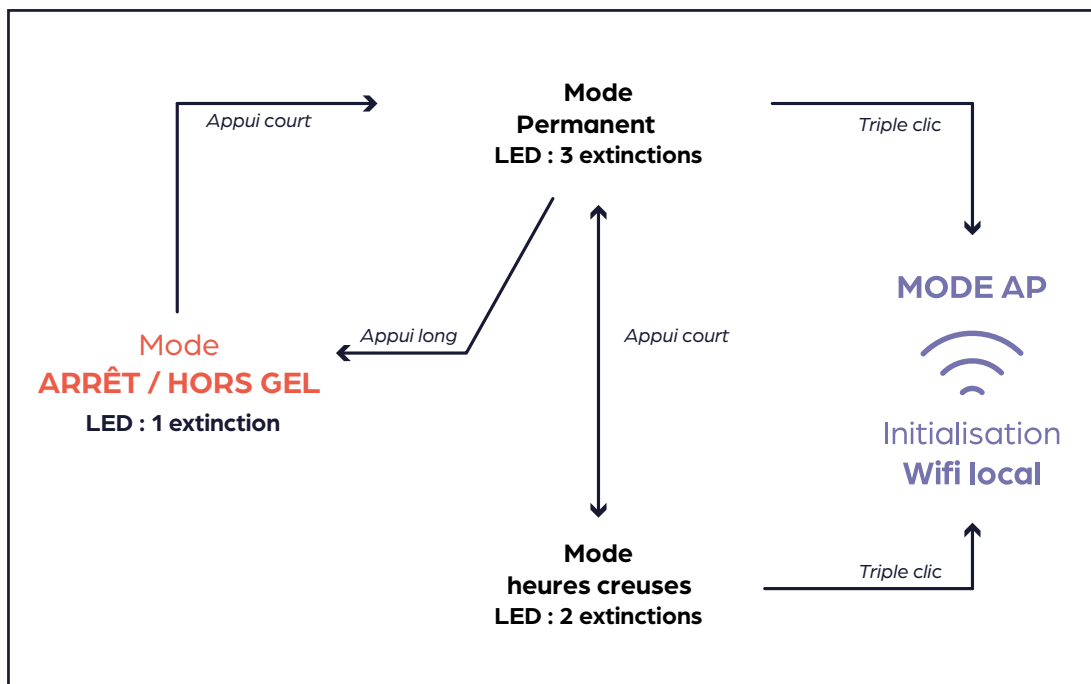 Mode
Permanent
LED : 3 extinctions
Appui court
Triple clic
MODE AP
Initialisation
Wifi local
Appui long
Appui court
Mode
ARRÊT / HORS GEL
LED : 1 extinction
Mode
heures creuses
LED : 2 extinctions
Triple clic